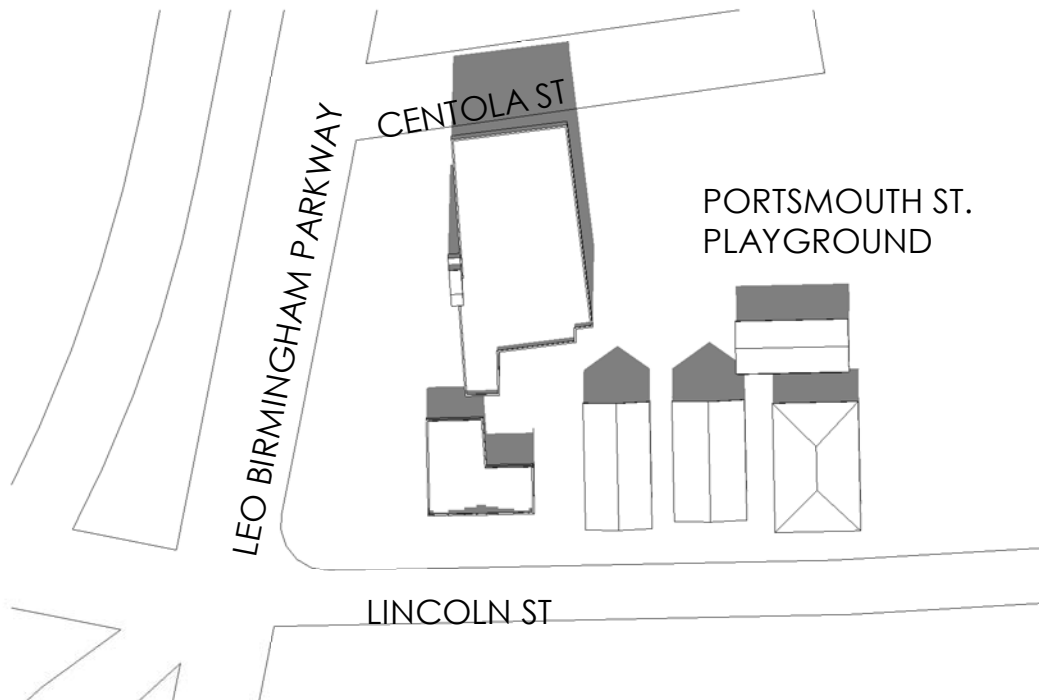 CENTOLA ST
LEO BIRMINGHAM PARKWAY
PORTSMOUTH ST.
PLAYGROUND
LINCOLN ST